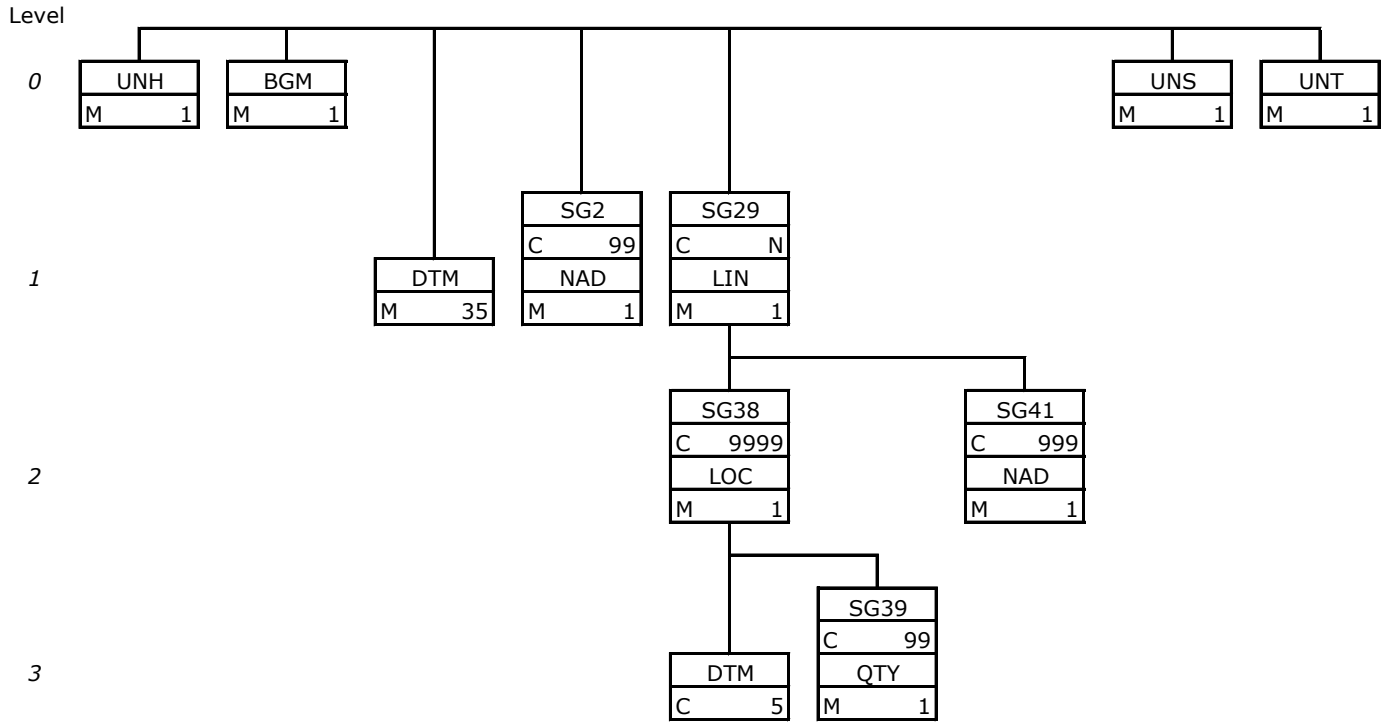 Level
0
UNH
M 1
BGM
M 1
UNS
M 1
UNT
M 1
1
DTM
M 35
SG2
C 99
NAD
M 1
SG29
C N
LIN
M 1
2
SG38
C 9999
LOC
M 1
SG41
C 999
NAD
M 1
3
DTM
C 5
SG39
C 99
QTY
M 1